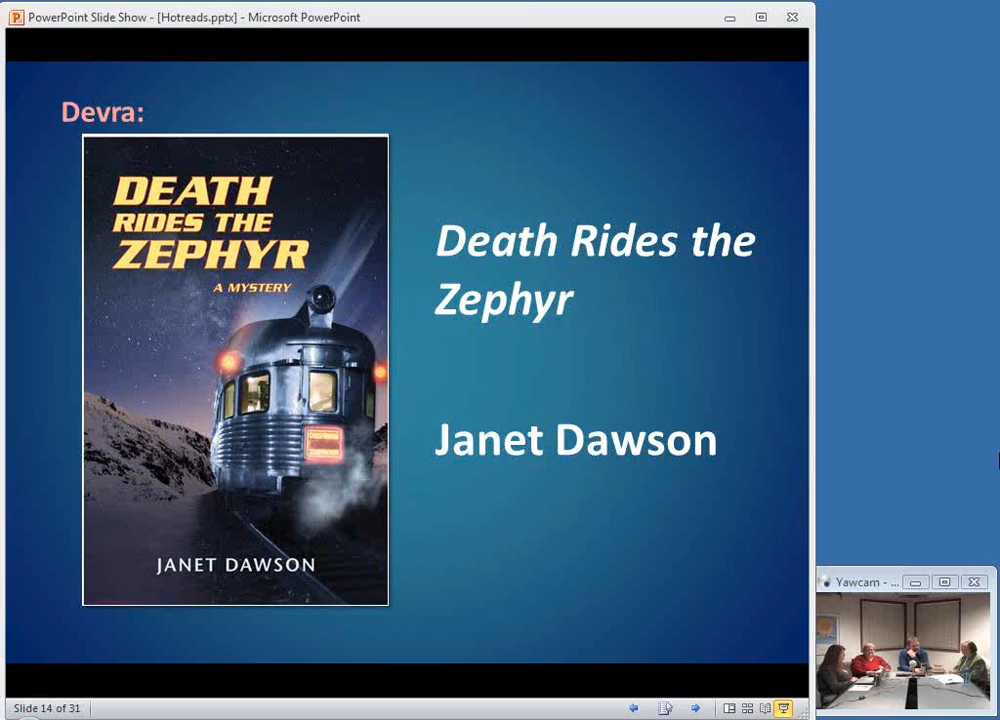 PowerPoint Slide Show - [Hotreads.pptx] - Microsoft PowerPoint
Devra:
DEATH
RIDES THE
ZEPHYR
A MYSTERY
JANET DAWSON
Death Rides the
Zephyr
Janet Dawson
Yawcam - ...
Slide 14 of 31